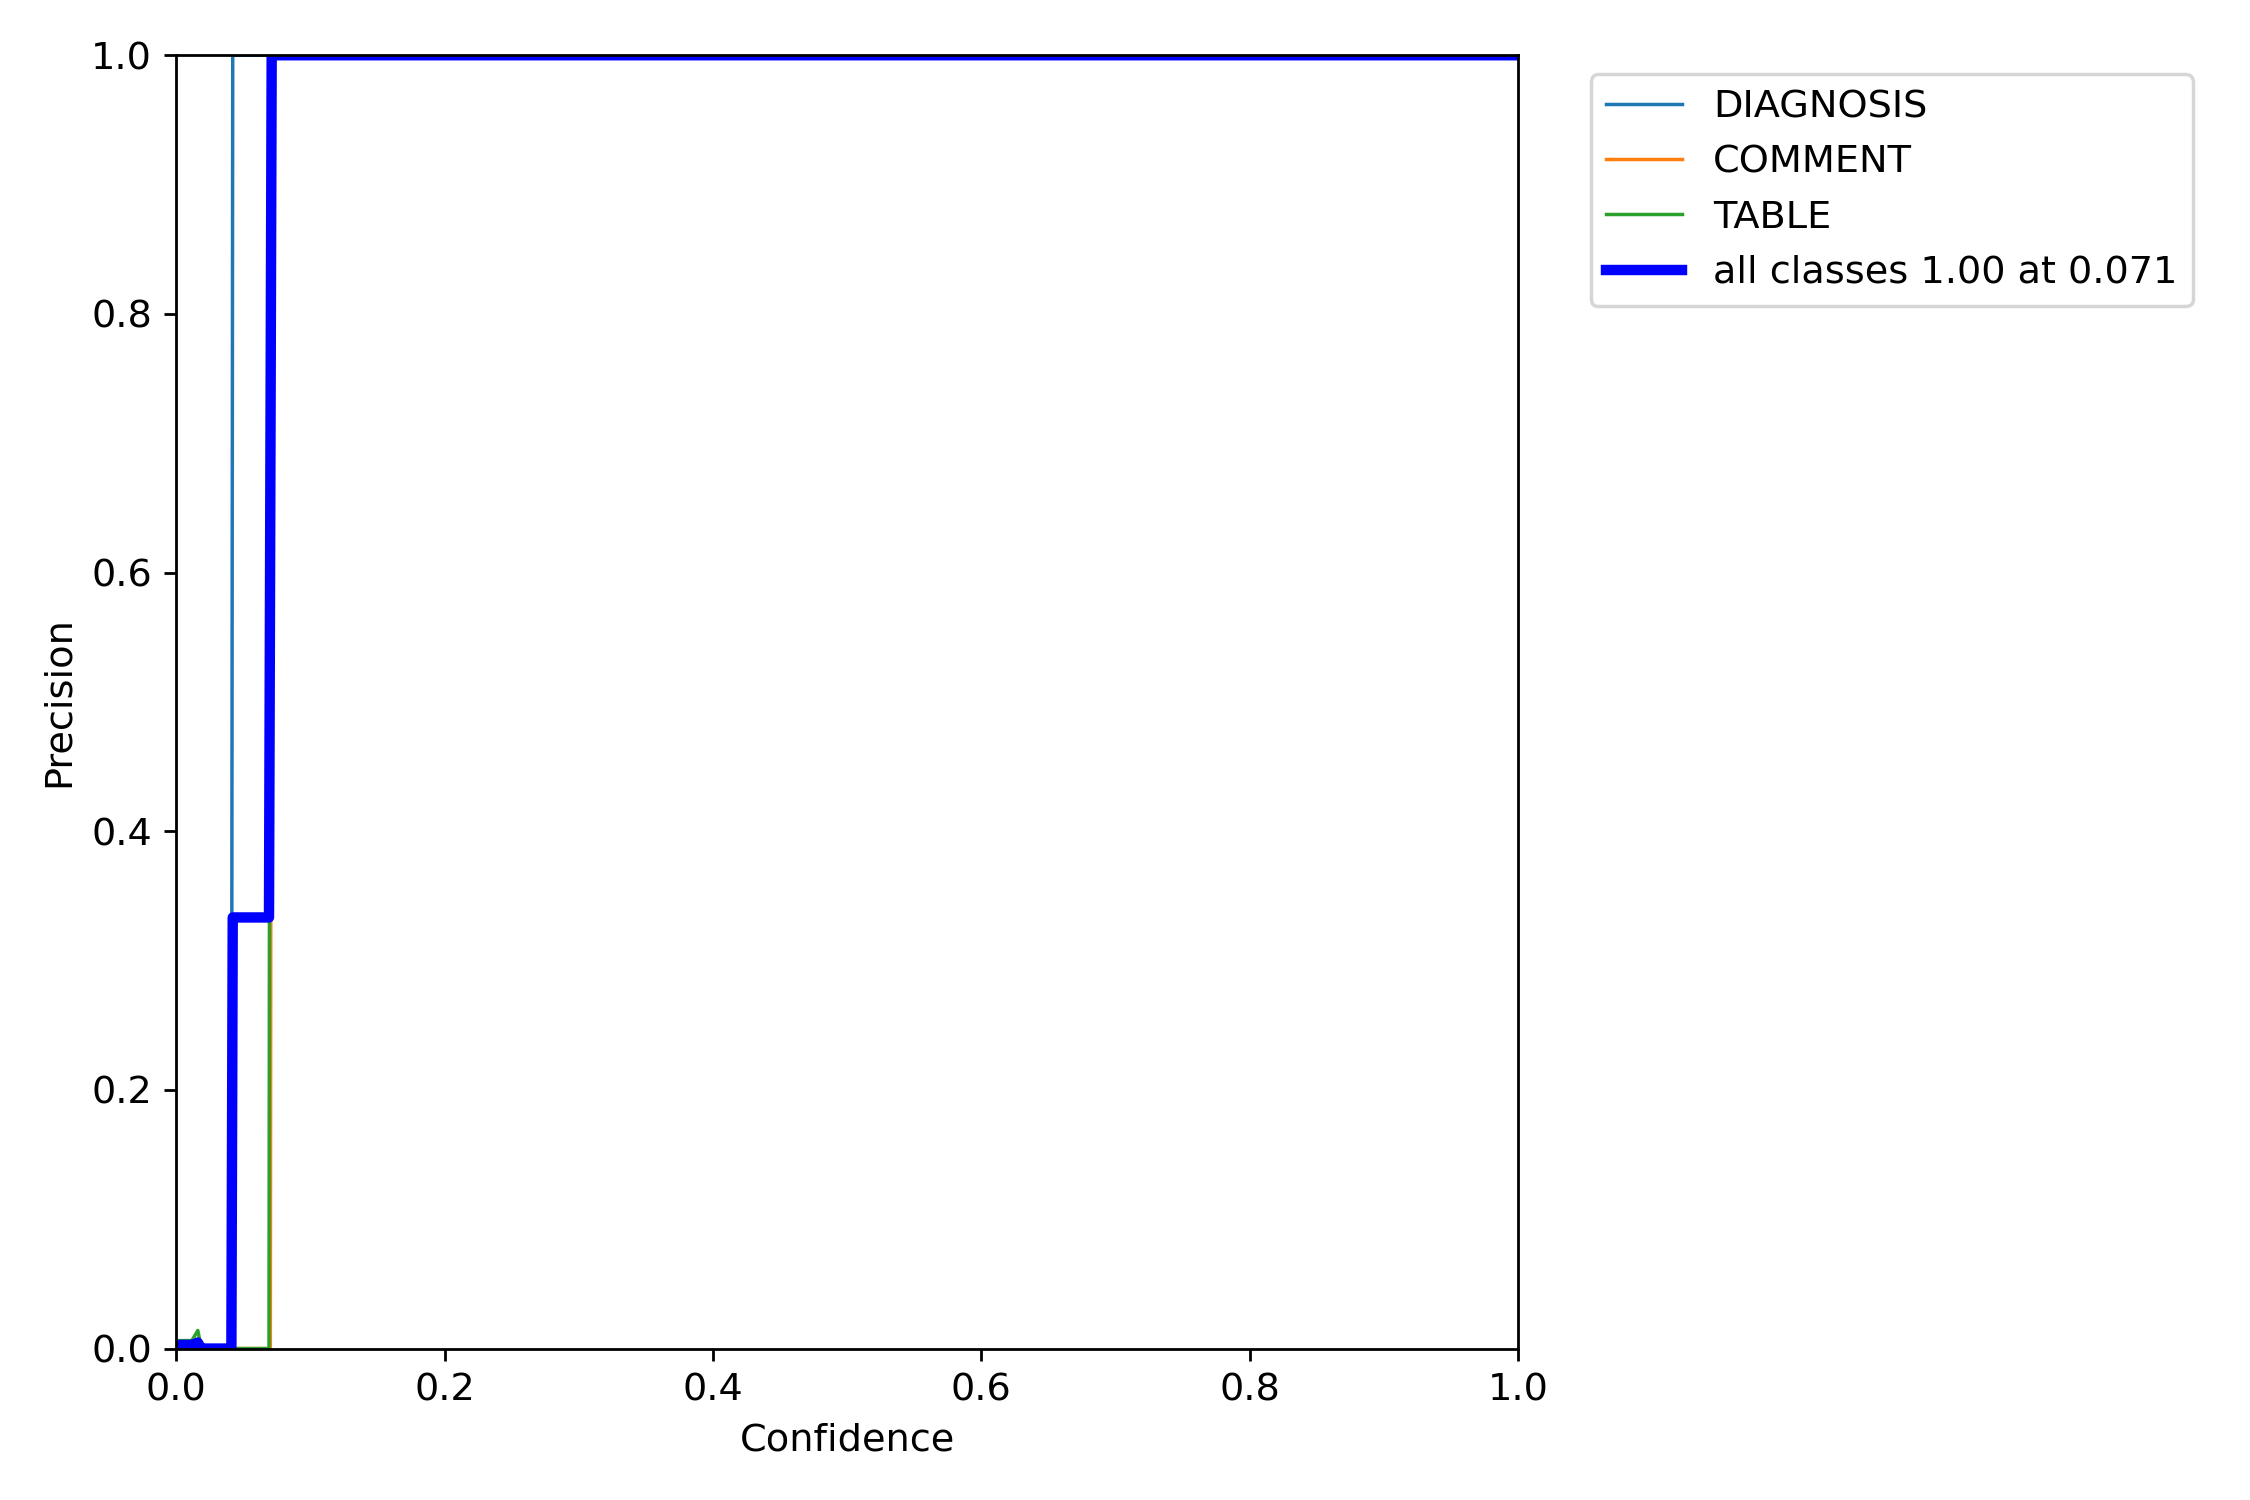 1.0
0.8
0.6
0.4
0.2
0.0
Precision
0.0 0.2 0.4 0.6 0.8 1.0
Confidence
DIAGNOSIS
COMMENT
TABLE
all classes 1.00 at 0.071